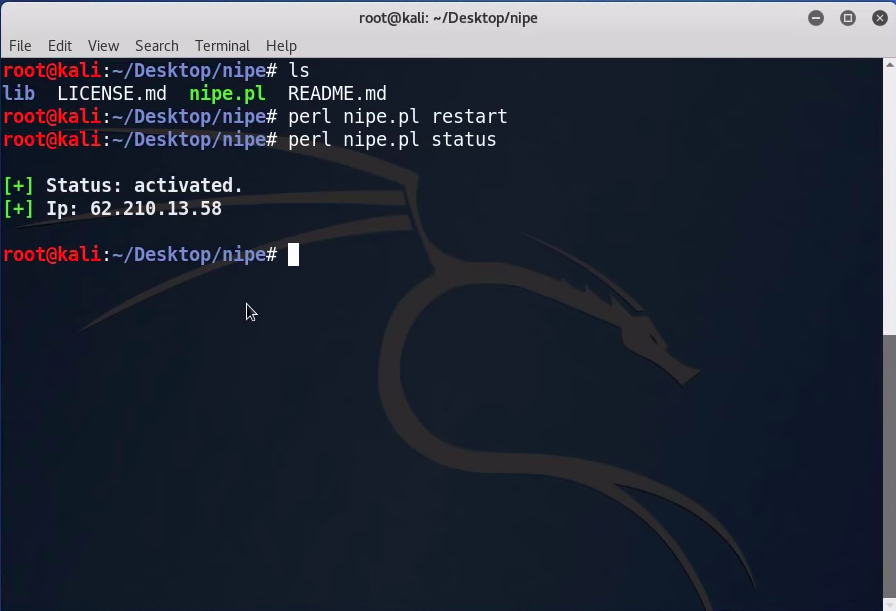 root@kali: ~/Desktop/nipe
File Edit View Search Terminal Help
root@kali:~/Desktop/nipe# ls
lib LICENSE.md nipe.pl README.md
root@kali:~/Desktop/nipe# perl nipe.pl restart
root@kali:~/Desktop/nipe# perl nipe.pl status
[+] Status: activated.
[+] Ip: 62.210.13.58
root@kali:~/Desktop/nipe#